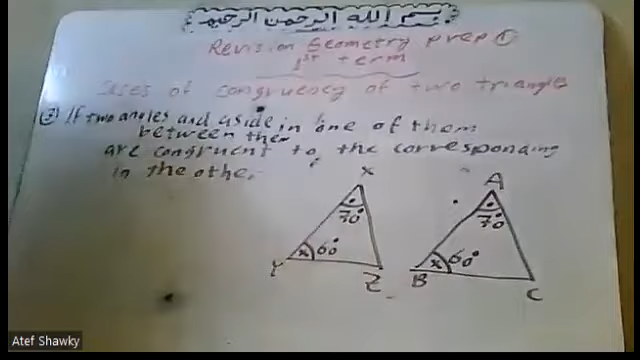 بسم الله الرحمن الرحيم
Revision Geometry prep ①
1st term
Cases of congruency of two triangles
② If two angles and a side in one of them
between them
are congruent to the corresponding
in the other
X
70°
x 60°
Y
Z
A
70°
x 60°
B
C
Atef Shawky